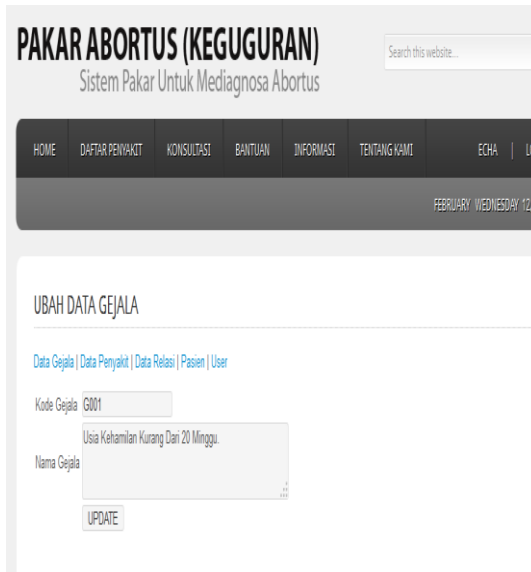 PAKAR ABORTUS (KEGUGURAN)
Search this website...
Sistem Pakar Untuk Mediagnosa Abortus
HOME DAFTAR PENYAKIT KONSULTASI BANTUAN INFORMASI TENTANG KAMI ECHA |
FEBRUARY WEDNESDAY 12
UBAH DATA GEJALA
Data Gejala | Data Penyakit | Data Relasi | Pasien | User
Kode Gejala G001
Usia Kehamilan Kurang Dari 20 Minggu.
Nama Gejala
UPDATE